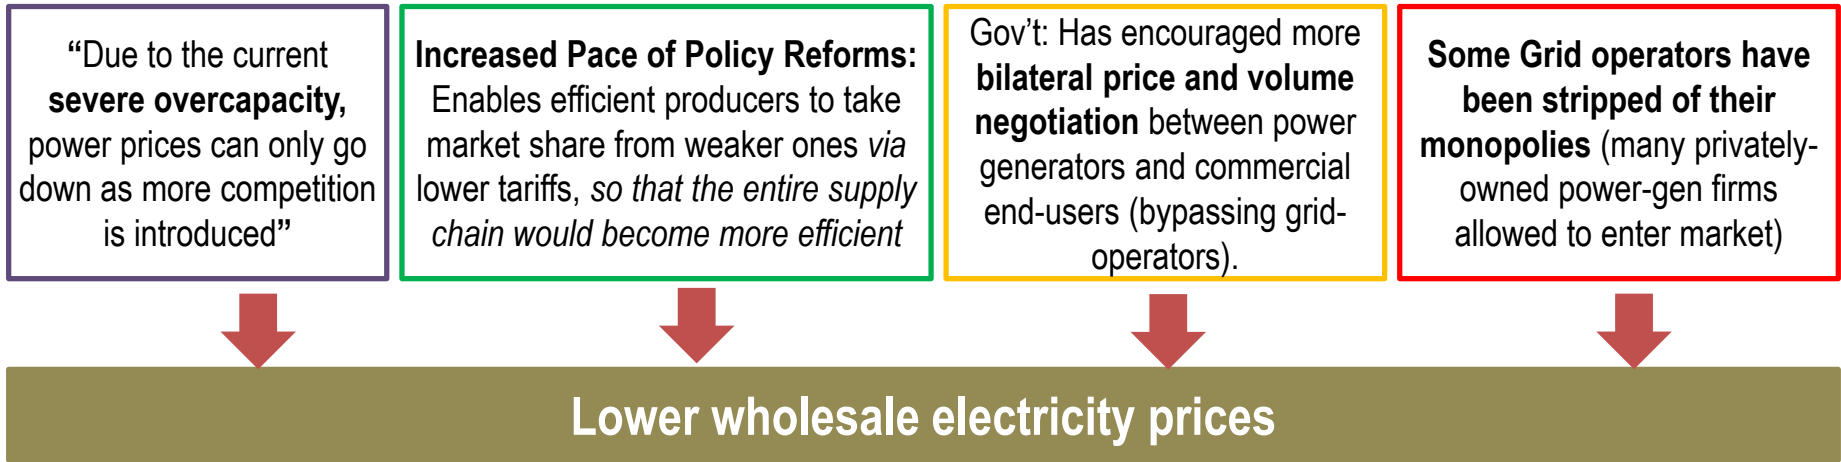 “Due to the current
severe overcapacity,
power prices can only go
down as more competition
is introduced”
Increased Pace of Policy Reforms:
Enables efficient producers to take
market share from weaker ones via
lower tariffs, so that the entire supply
chain would become more efficient
Gov’t: Has encouraged more
bilateral price and volume
negotiation between power
generators and commercial
end-users (bypassing grid-
operators).
Some Grid operators have
been stripped of their
monopolies (many privately-
owned power-gen firms
allowed to enter market)
Lower wholesale electricity prices